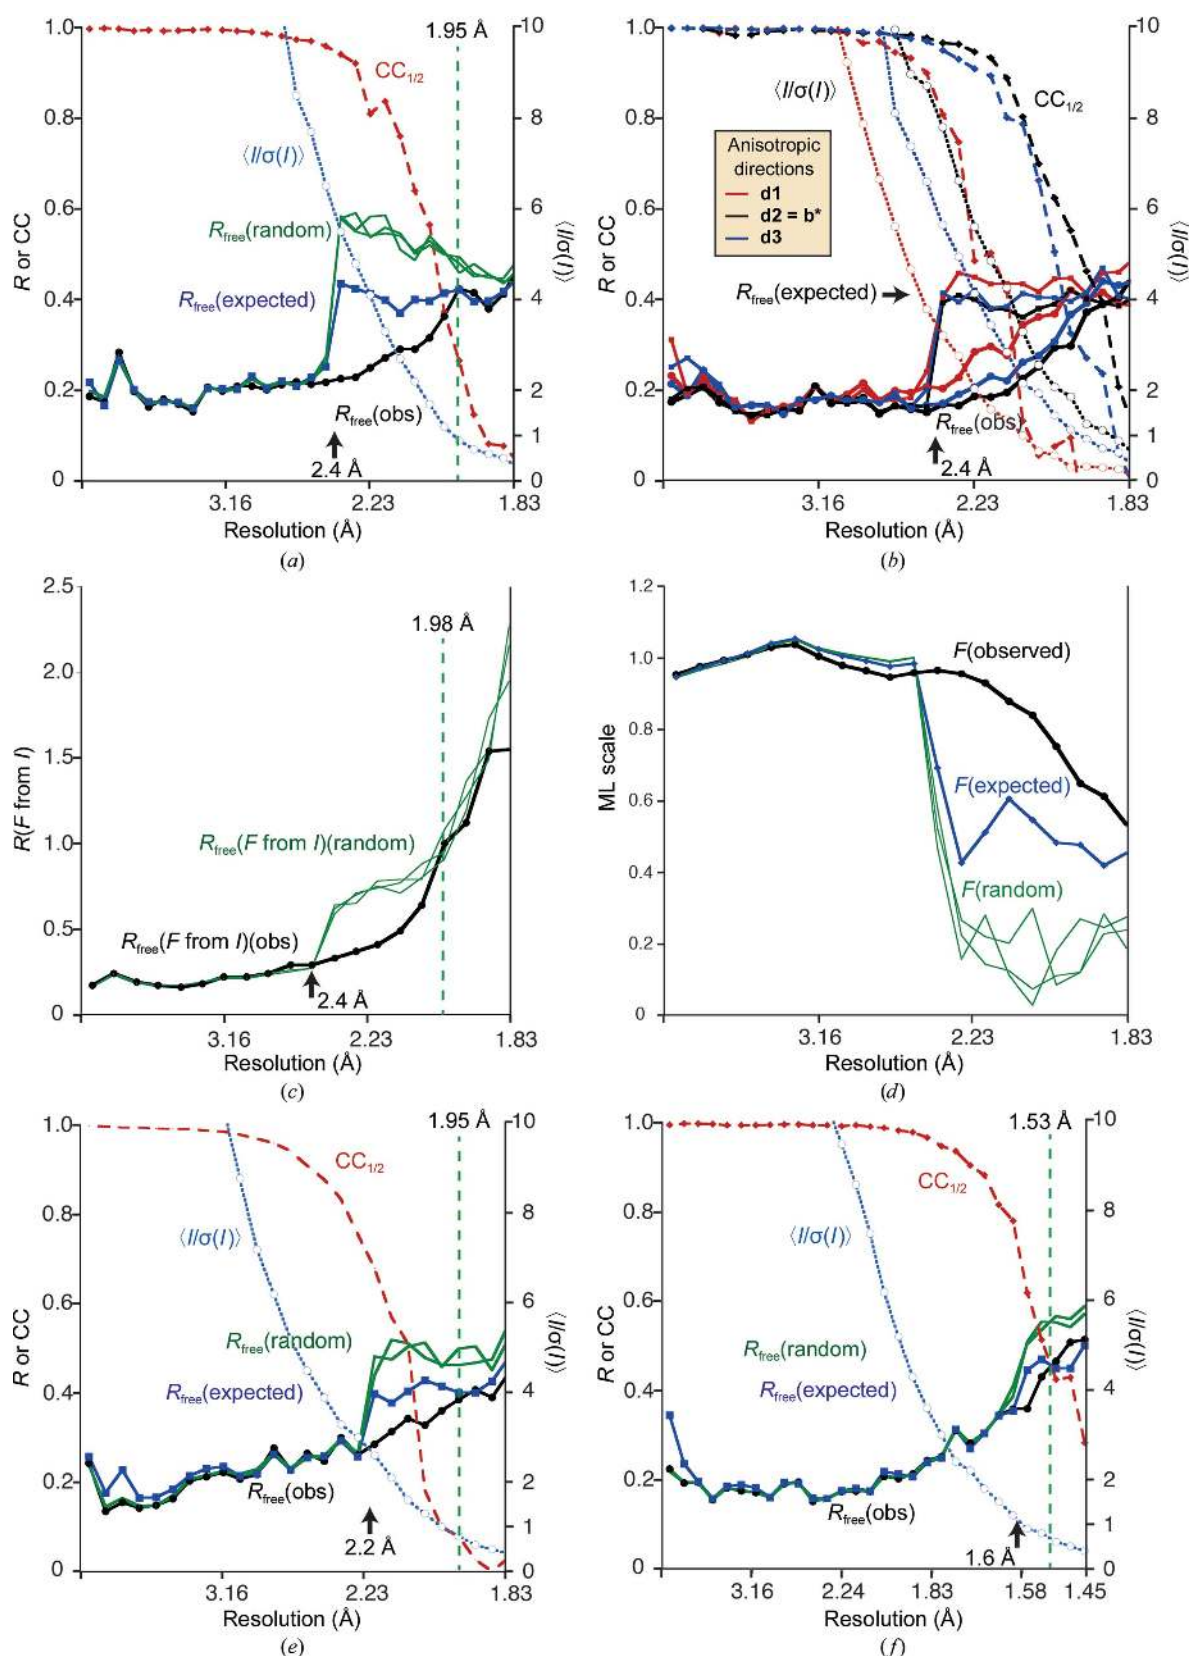 1.0
0.8
0.6
0.4
0.2
0
R or CC
10
8
6
4
2
1
0
⟨I/σ(I)⟩
1.95 Å
CC1/2
⟨I/σ(I)⟩
Rfree(random)
Rfree(expected)
Rfree(obs)
2.4 Å
3.16
2.23
1.83
Resolution (Å)
(a)
1.0
0.8
0.6
0.4
0.2
0
R or CC
10
8
6
4
2
1
0
⟨I/σ(I)⟩
⟨I/σ(I)⟩
CC1/2
Anisotropic
directions
d1
d2 = b*
d3
Rfree(expected)
Rfree(obs)
2.4 Å
3.16
2.23
1.83
Resolution (Å)
(b)
2.5
2.0
1.5
1.0
0.5
0
R(F from I)
1.98 Å
Rfree(F from I)(random)
Rfree(F from I)(obs)
2.4 Å
3.16
2.23
1.83
Resolution (Å)
(c)
1.2
1.0
0.8
0.6
0.4
0.2
0
ML scale
F(observed)
F(expected)
F(random)
3.16
2.23
1.83
Resolution (Å)
(d)
1.0
0.8
0.6
0.4
0.2
0
R or CC
10
8
6
4
2
1
0
⟨I/σ(I)⟩
1.95 Å
CC1/2
⟨I/σ(I)⟩
Rfree(random)
Rfree(expected)
Rfree(obs)
2.2 Å
3.16
2.23
1.83
Resolution (Å)
(e)
1.0
0.8
0.6
0.4
0.2
0
R or CC
10
8
6
4
2
1
0
⟨I/σ(I)⟩
1.53 Å
CC1/2
⟨I/σ(I)⟩
Rfree(random)
Rfree(expected)
Rfree(obs)
1.6 Å
3.16
2.24
1.83
1.58
1.45
Resolution (Å)
(f)